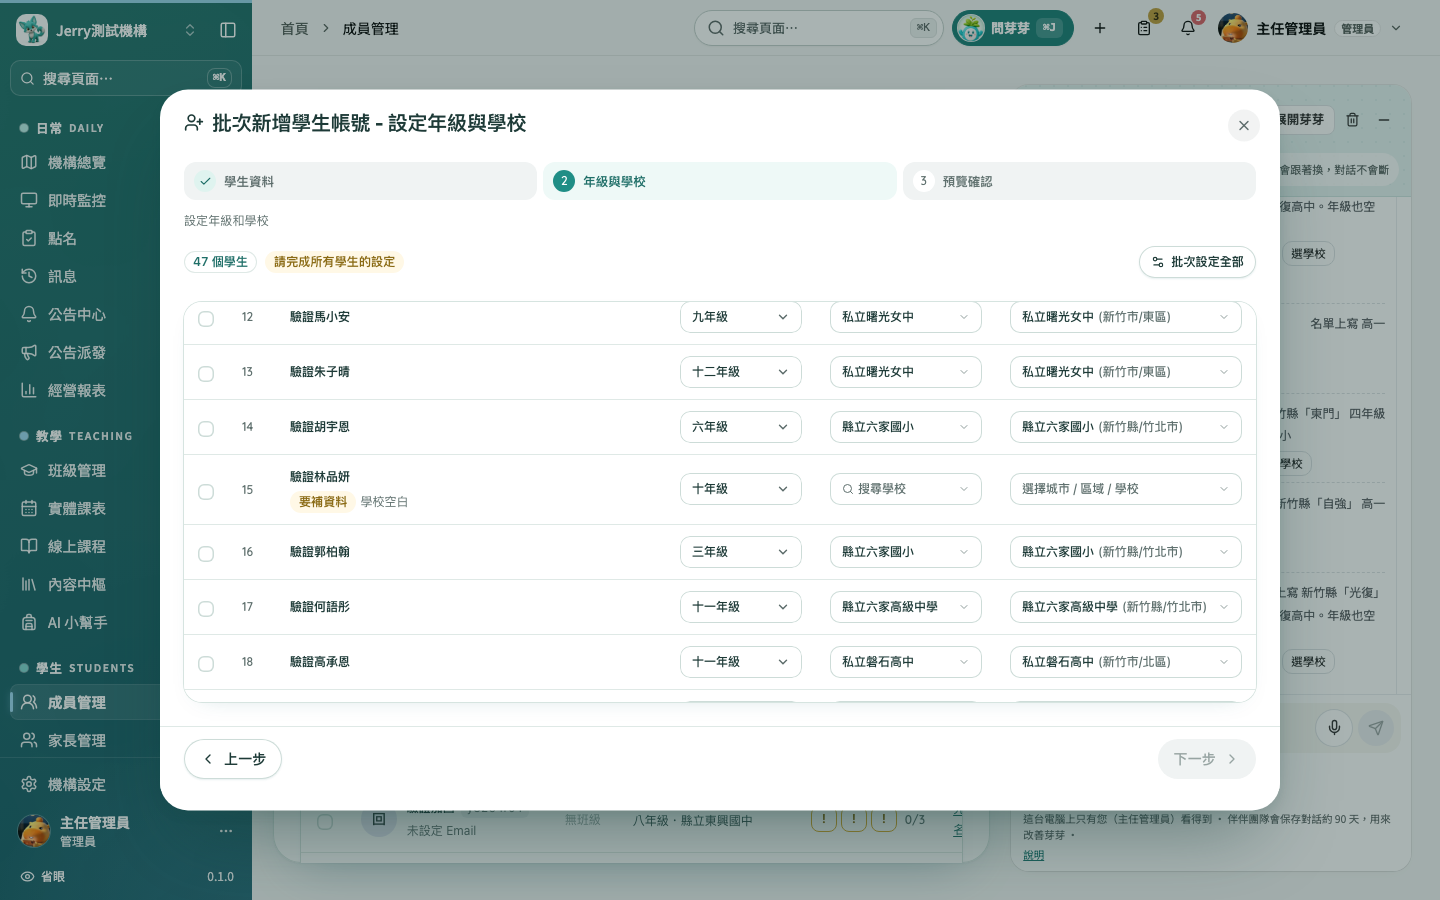 Jerry測試機構
搜尋頁面… ⌘K
日常 DAILY
機構總覽
即時監控
點名
訊息
公告中心
公告派發
經營報表
教學 TEACHING
班級管理
實體課表
線上課程
內容中樞
AI 小幫手
學生 STUDENTS
成員管理
家長管理
機構設定
主任管理員
管理員
省眼 0.1.0
首頁 成員管理
搜尋頁面… ⌘K
問芽芽 ⌘J
3
5
主任管理員 管理員
批次新增學生帳號 - 設定年級與學校
學生資料
2 年級與學校
3 預覽確認
設定年級和學校
47 個學生 請完成所有學生的設定
批次設定全部
12 驗證馬小安 九年級 私立曙光女中 私立曙光女中 (新竹市/東區)
13 驗證朱子晴 十二年級 私立曙光女中 私立曙光女中 (新竹市/東區)
14 驗證胡宇恩 六年級 縣立六家國小 縣立六家國小 (新竹縣/竹北市)
15 驗證林品妍 十年級 搜尋學校 選擇城市 / 區域 / 學校
要補資料 學校空白
16 驗證郭柏翰 三年級 縣立六家國小 縣立六家國小 (新竹縣/竹北市)
17 驗證何語彤 十一年級 縣立六家高級中學 縣立六家高級中學 (新竹縣/竹北市)
18 驗證高承恩 十一年級 私立磐石高中 私立磐石高中 (新竹市/北區)
上一步
下一步
展開芽芽
會跟著換，對話不會斷
復高中。年級也空
選學校
名單上寫 高一
竹縣「東門」 四年級
小
學校
新竹縣「自強」 高一
上寫 新竹縣「光復」
復高中。年級也空
選學校
回
未設定 Email
無班級
八年級 · 縣立東興國中
! ! ! 0/3
這台電腦上只有您（主任管理員）看得到 · 伴伴團隊會保存對話約 90 天，用來
改善芽芽 ·
說明